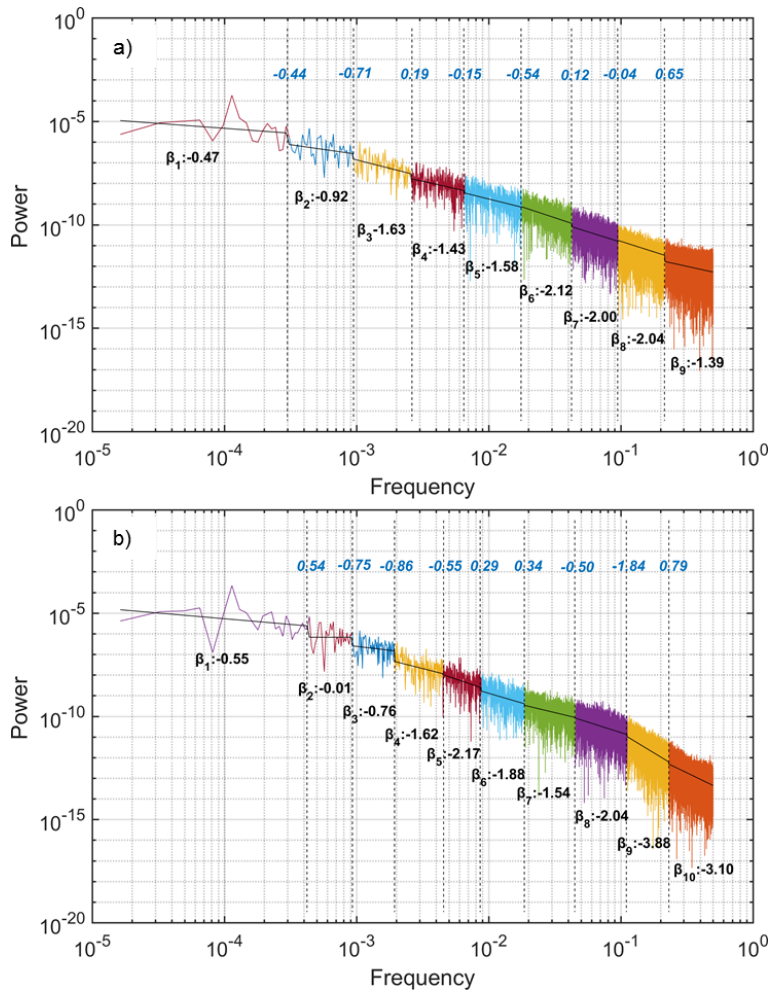 a)
10^0
10^-5
10^-10
10^-15
10^-20
Power
-0.44 -0.71 0.19 -0.15 -0.54 0.12 -0.04 0.65
β1:-0.47
β2:-0.92
β3-1.63
β4:-1.43
β5:-1.58
β6:-2.12
β7:-2.00
β8:-2.04
β9:-1.39
10^-5 10^-4 10^-3 10^-2 10^-1 10^0
Frequency
b)
10^0
10^-5
10^-10
10^-15
10^-20
Power
0.54 -0.75 -0.86 -0.55 0.29 0.34 -0.50 -1.84 0.79
β1:-0.55
β2:-0.01
β3:-0.76
β4:-1.62
β5:-2.17
β6:-1.88
β7:-1.54
β8:-2.04
β9:-3.88
β10:-3.10
10^-5 10^-4 10^-3 10^-2 10^-1 10^0
Frequency